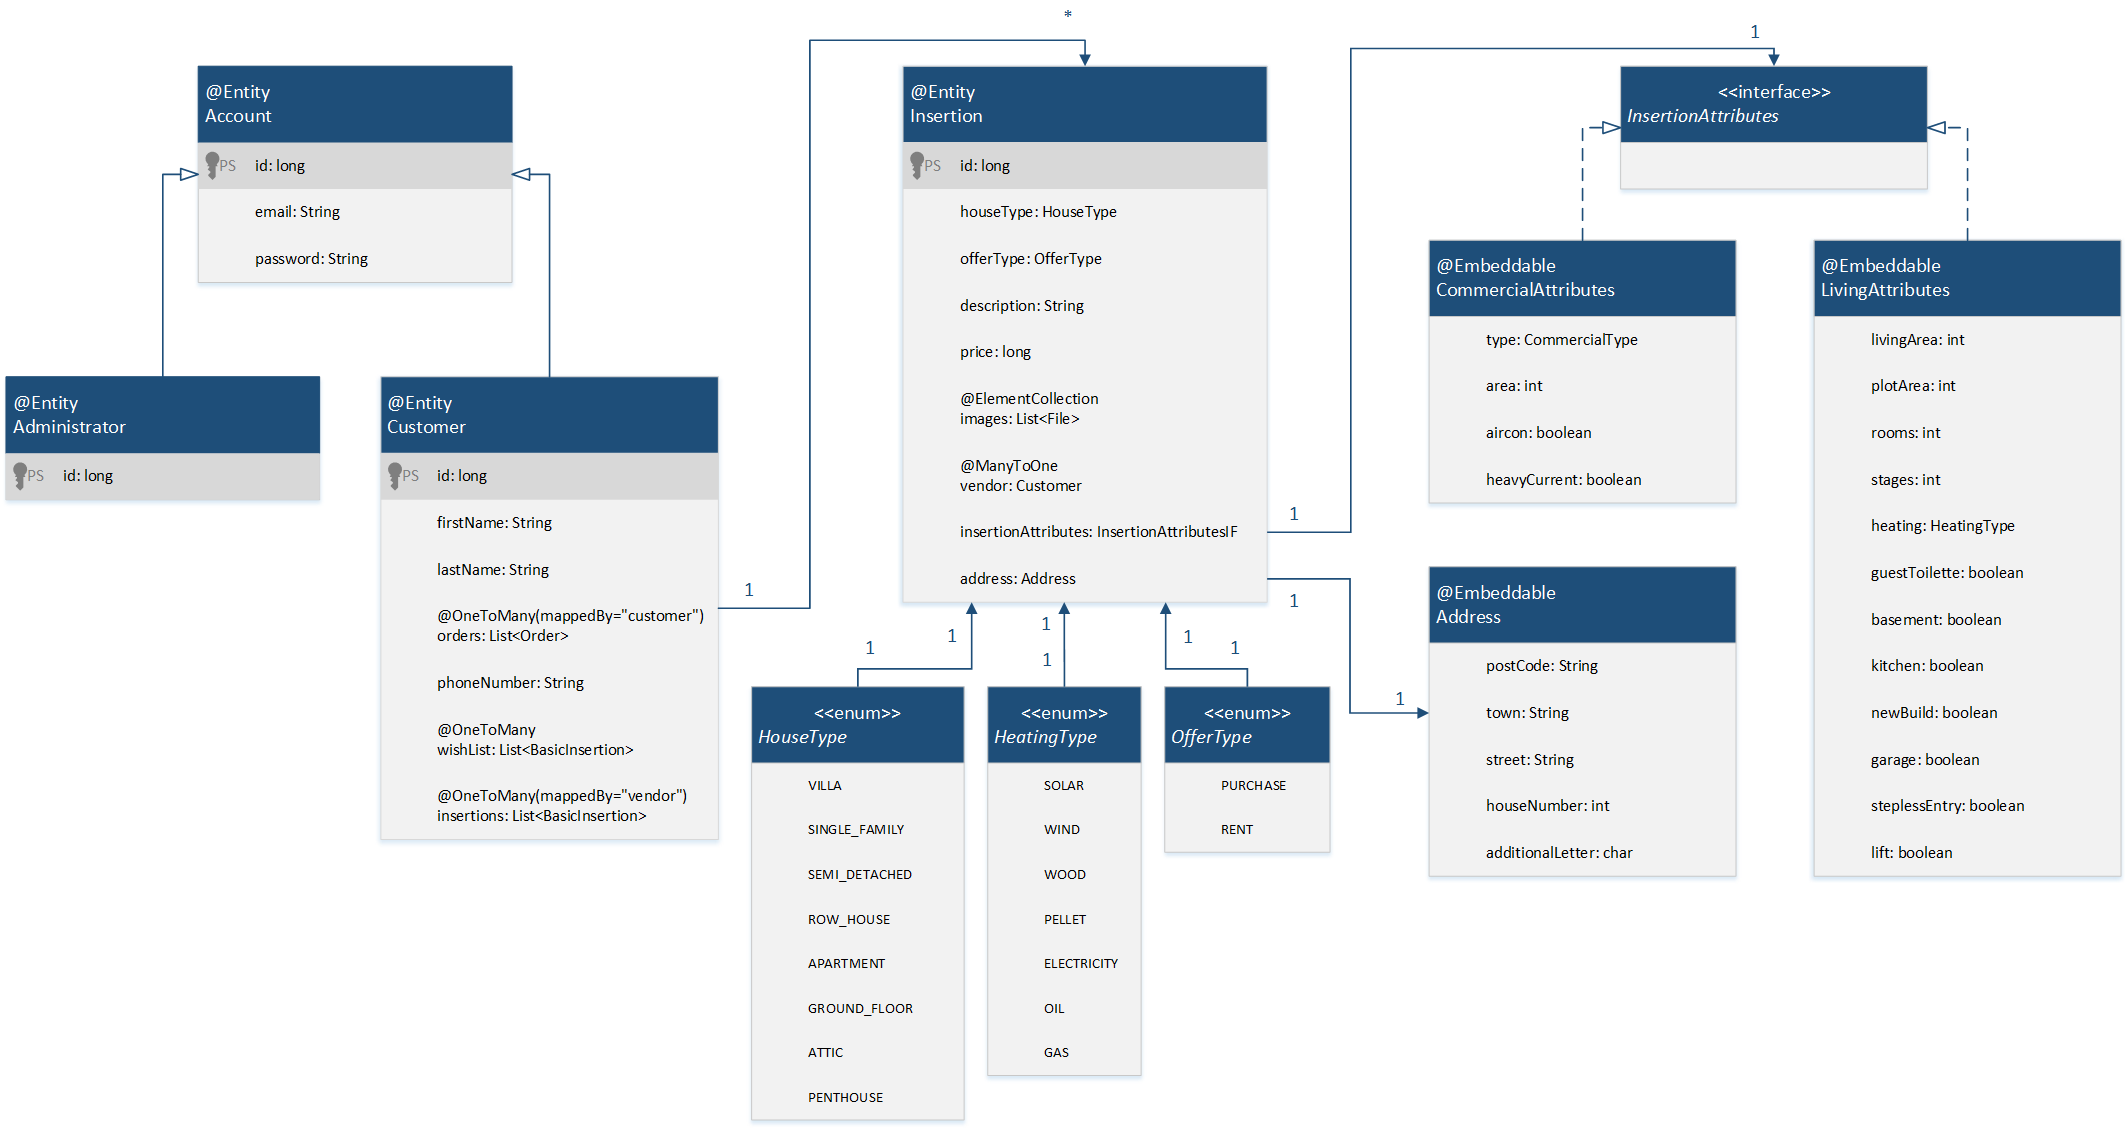 *
1
@Entity
Account
PS id: long
email: String
password: String
@Entity
Administrator
PS id: long
@Entity
Customer
PS id: long
firstName: String
lastName: String
@OneToMany(mappedBy="customer")
orders: List<Order>
phoneNumber: String
@OneToMany
wishList: List<BasicInsertion>
@OneToMany(mappedBy="vendor")
insertions: List<BasicInsertion>
1
@Entity
Insertion
PS id: long
houseType: HouseType
offerType: OfferType
description: String
price: long
@ElementCollection
images: List<File>
@ManyToOne
vendor: Customer
insertionAttributes: InsertionAttributesIF
address: Address
1
1
1
1
1
1
1
1
1
<<enum>>
HouseType
VILLA
SINGLE_FAMILY
SEMI_DETACHED
ROW_HOUSE
APARTMENT
GROUND_FLOOR
ATTIC
PENTHOUSE
<<enum>>
HeatingType
SOLAR
WIND
WOOD
PELLET
ELECTRICITY
OIL
GAS
<<enum>>
OfferType
PURCHASE
RENT
<<interface>>
InsertionAttributes
@Embeddable
CommercialAttributes
type: CommercialType
area: int
aircon: boolean
heavyCurrent: boolean
@Embeddable
Address
postCode: String
town: String
street: String
houseNumber: int
additionalLetter: char
@Embeddable
LivingAttributes
livingArea: int
plotArea: int
rooms: int
stages: int
heating: HeatingType
guestToilette: boolean
basement: boolean
kitchen: boolean
newBuild: boolean
garage: boolean
steplessEntry: boolean
lift: boolean